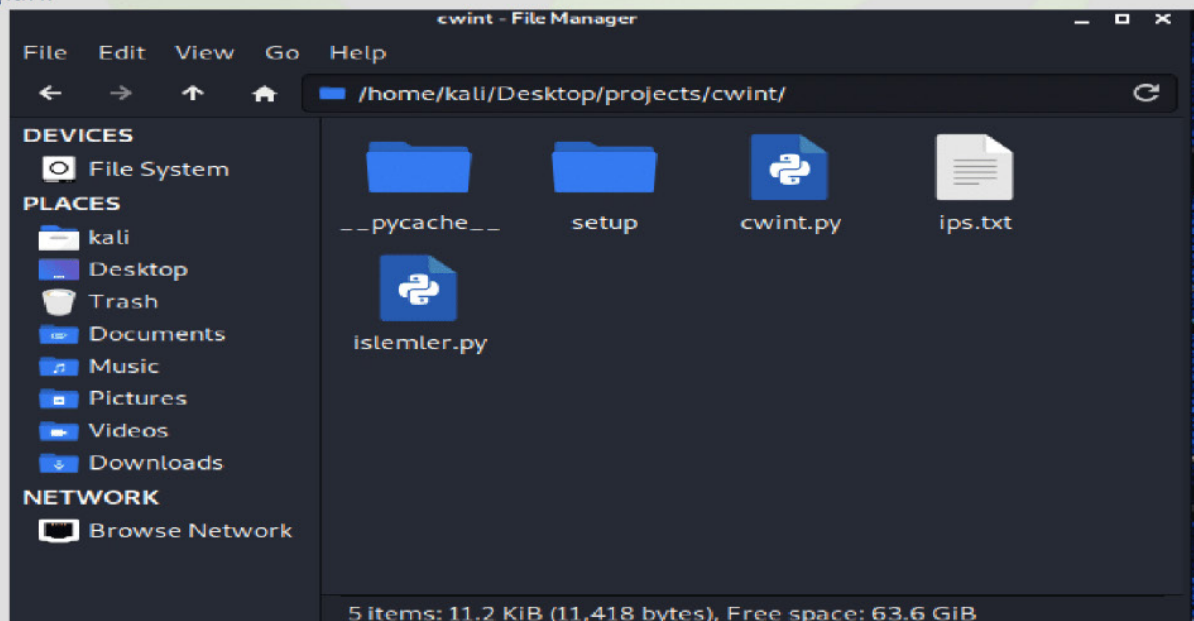 cwint - File Manager
File Edit View Go Help
/home/kali/Desktop/projects/cwint/
DEVICES
File System
PLACES
kali
Desktop
Trash
Documents
Music
Pictures
Videos
Downloads
NETWORK
Browse Network
__pycache__ setup cwint.py ips.txt
islemler.py
5 items: 11.2 KiB (11,418 bytes), Free space: 63.6 GiB